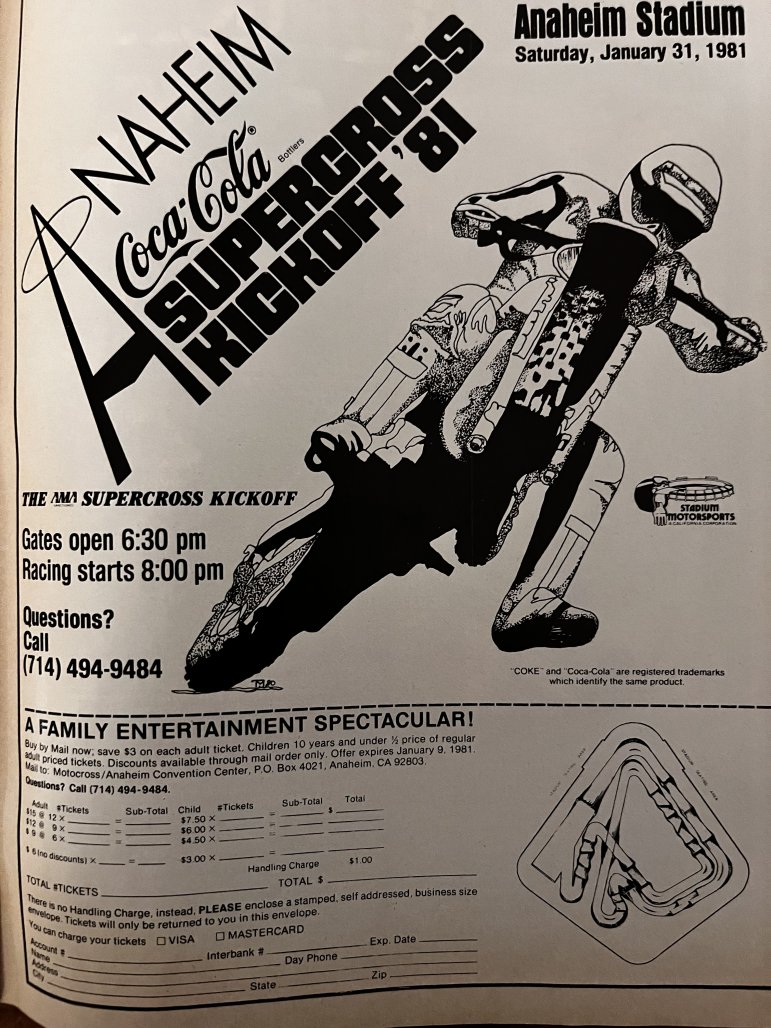 Anaheim Stadium
Saturday, January 31, 1981
ANAHEIM
Coca-Cola® Bottlers
SUPERCROSS
KICKOFF '81
THE AMA SUPERCROSS KICKOFF
Gates open 6:30 pm
Racing starts 8:00 pm
Questions?
Call
(714) 494-9484
STADIUM
MOTORSPORTS
A CALIFORNIA CORPORATION
"COKE" and "Coca-Cola" are registered trademarks
which identify the same product.
A FAMILY ENTERTAINMENT SPECTACULAR!
Buy by Mail now; save $3 on each adult ticket. Children 10 years and under ½ price of regular
adult priced tickets. Discounts available through mail order only. Offer expires January 9, 1981.
Mail to: Motocross/Anaheim Convention Center, P.O. Box 4021, Anaheim. CA 92803.
Questions? Call (714) 494-9484.
Adult #Tickets Sub-Total Child #Tickets Sub-Total Total
$15 @ 12 × = $7.50 × = $
$12 @ 9 × = $6.00 × =
$ 9 @ 6 × = $4.50 × =
$ 6 (no discounts) × = $3.00 × =
Handling Charge $1.00
TOTAL #TICKETS TOTAL $
There is no Handling Charge, instead, PLEASE enclose a stamped, self addressed, business size
envelope. Tickets will only be returned to you in this envelope.
You can charge your tickets ☐ VISA ☐ MASTERCARD
Account # Interbank # Exp. Date
Name Day Phone
Address
City State Zip